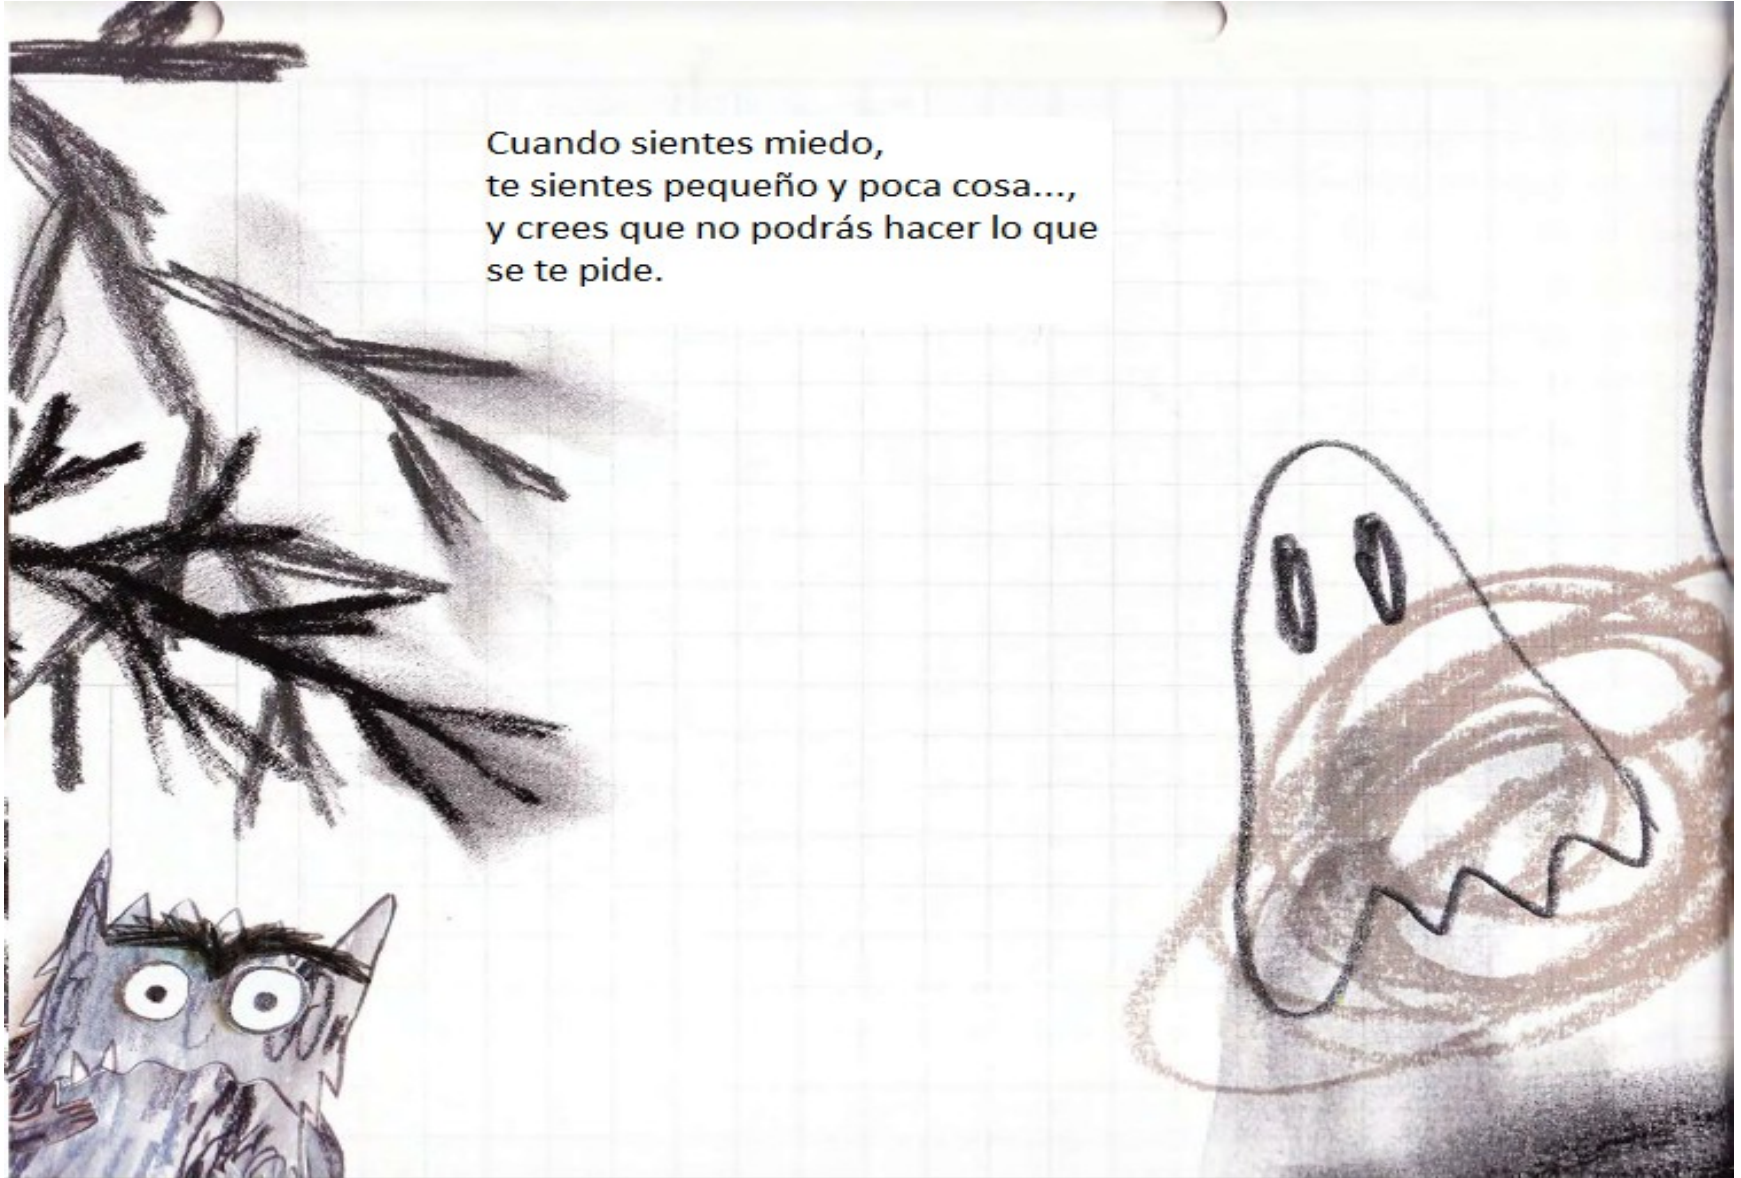 Cuando sientes miedo,
te sientes pequeño y poca cosa...,
y crees que no podrás hacer lo que
se te pide.